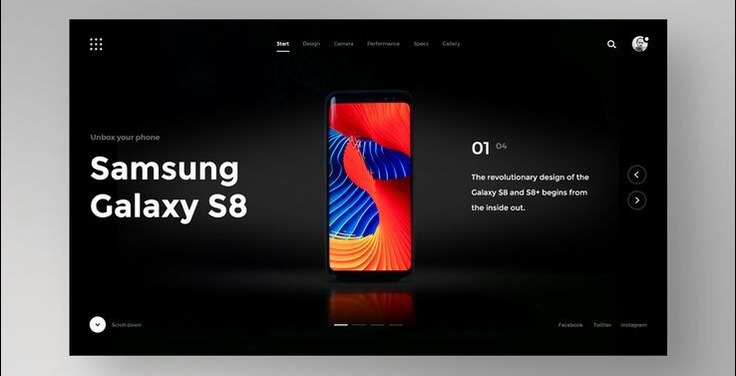 Start Design Camera Performance Specs Gallery
Unbox your phone
Samsung
Galaxy S8
01 04
The revolutionary design of the
Galaxy S8 and S8+ begins from
the inside out.
Scroll down
Facebook Twitter Instagram